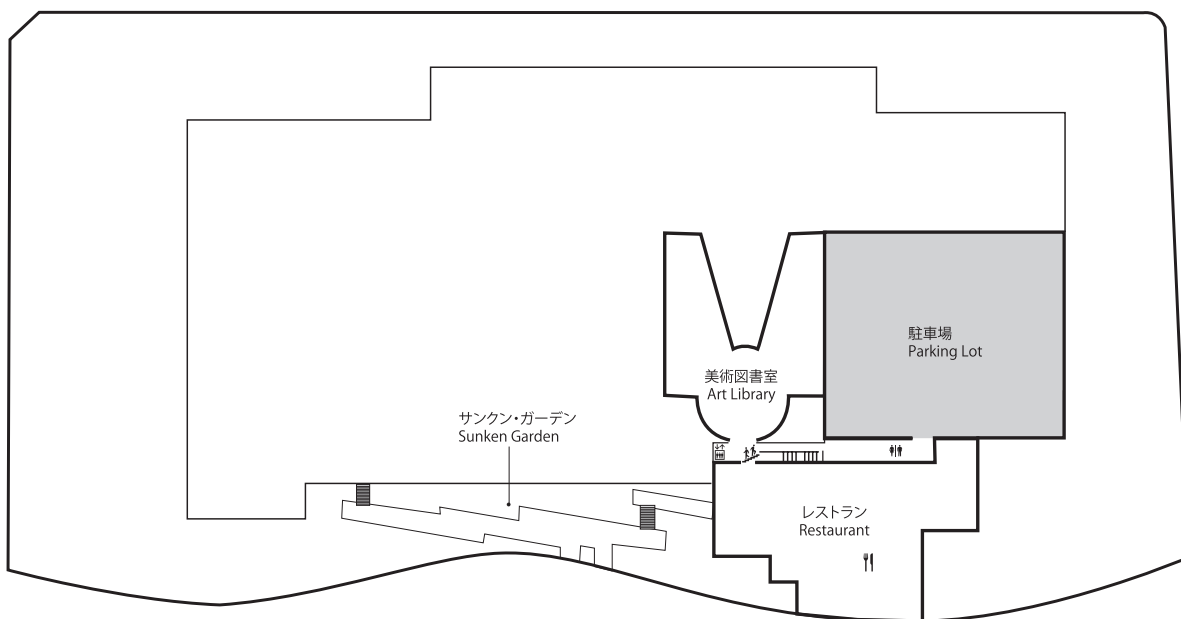 駐車場
Parking Lot
美術図書室
Art Library
サンクン・ガーデン
Sunken Garden
レストラン
Restaurant